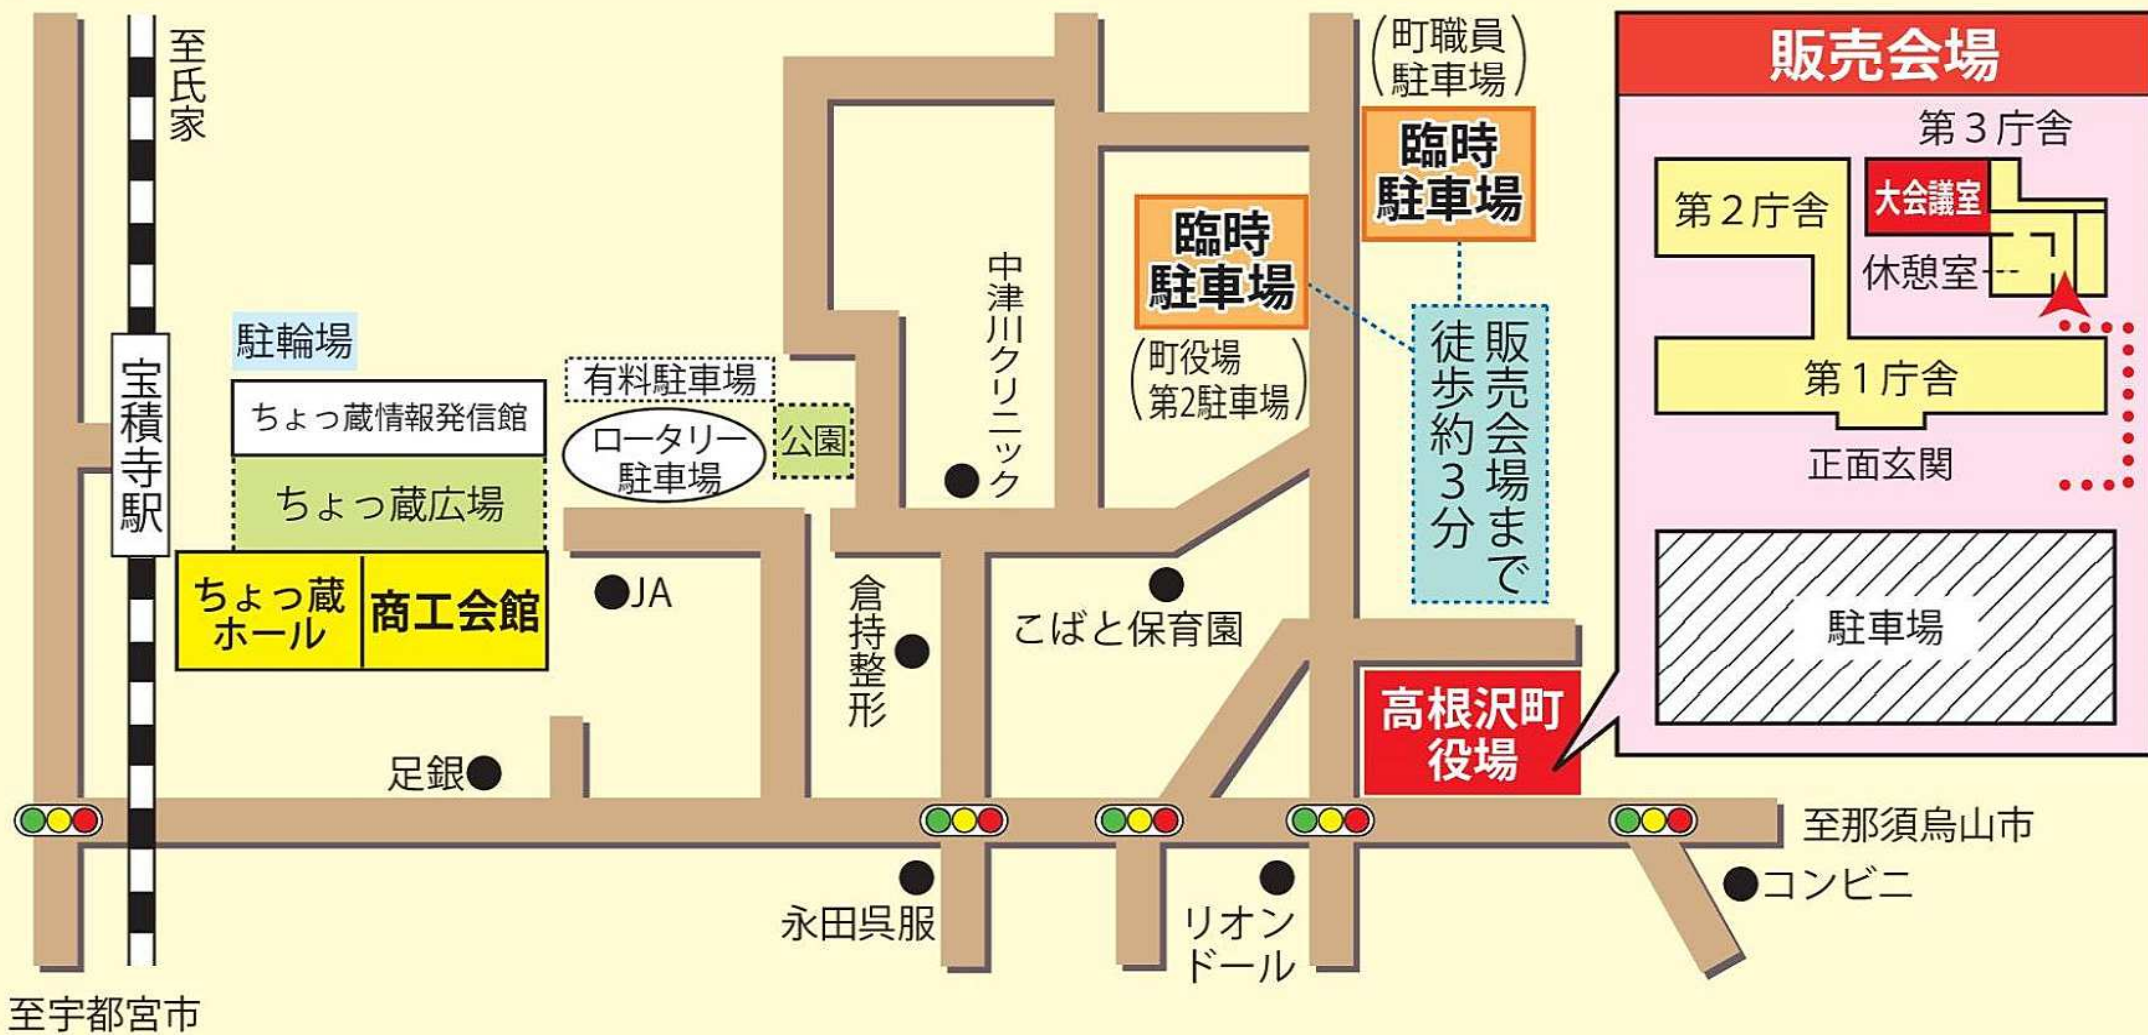 至氏家
宝積寺駅
駐輪場
ちょっ蔵情報発信館
ちょっ蔵広場
ちょっ蔵
ホール
商工会館
有料駐車場
ロータリー
駐車場
公園
JA
足銀
倉持整形
中津川クリニック
こばと保育園
(町職員
駐車場)
臨時
駐車場
臨時
駐車場
(町役場
第2駐車場)
販売会場まで
徒歩約3分
高根沢町
役場
永田呉服
リオン
ドール
コンビニ
至那須烏山市
至宇都宮市
販売会場
第3庁舎
大会議室
第2庁舎
休憩室
第1庁舎
正面玄関
駐車場